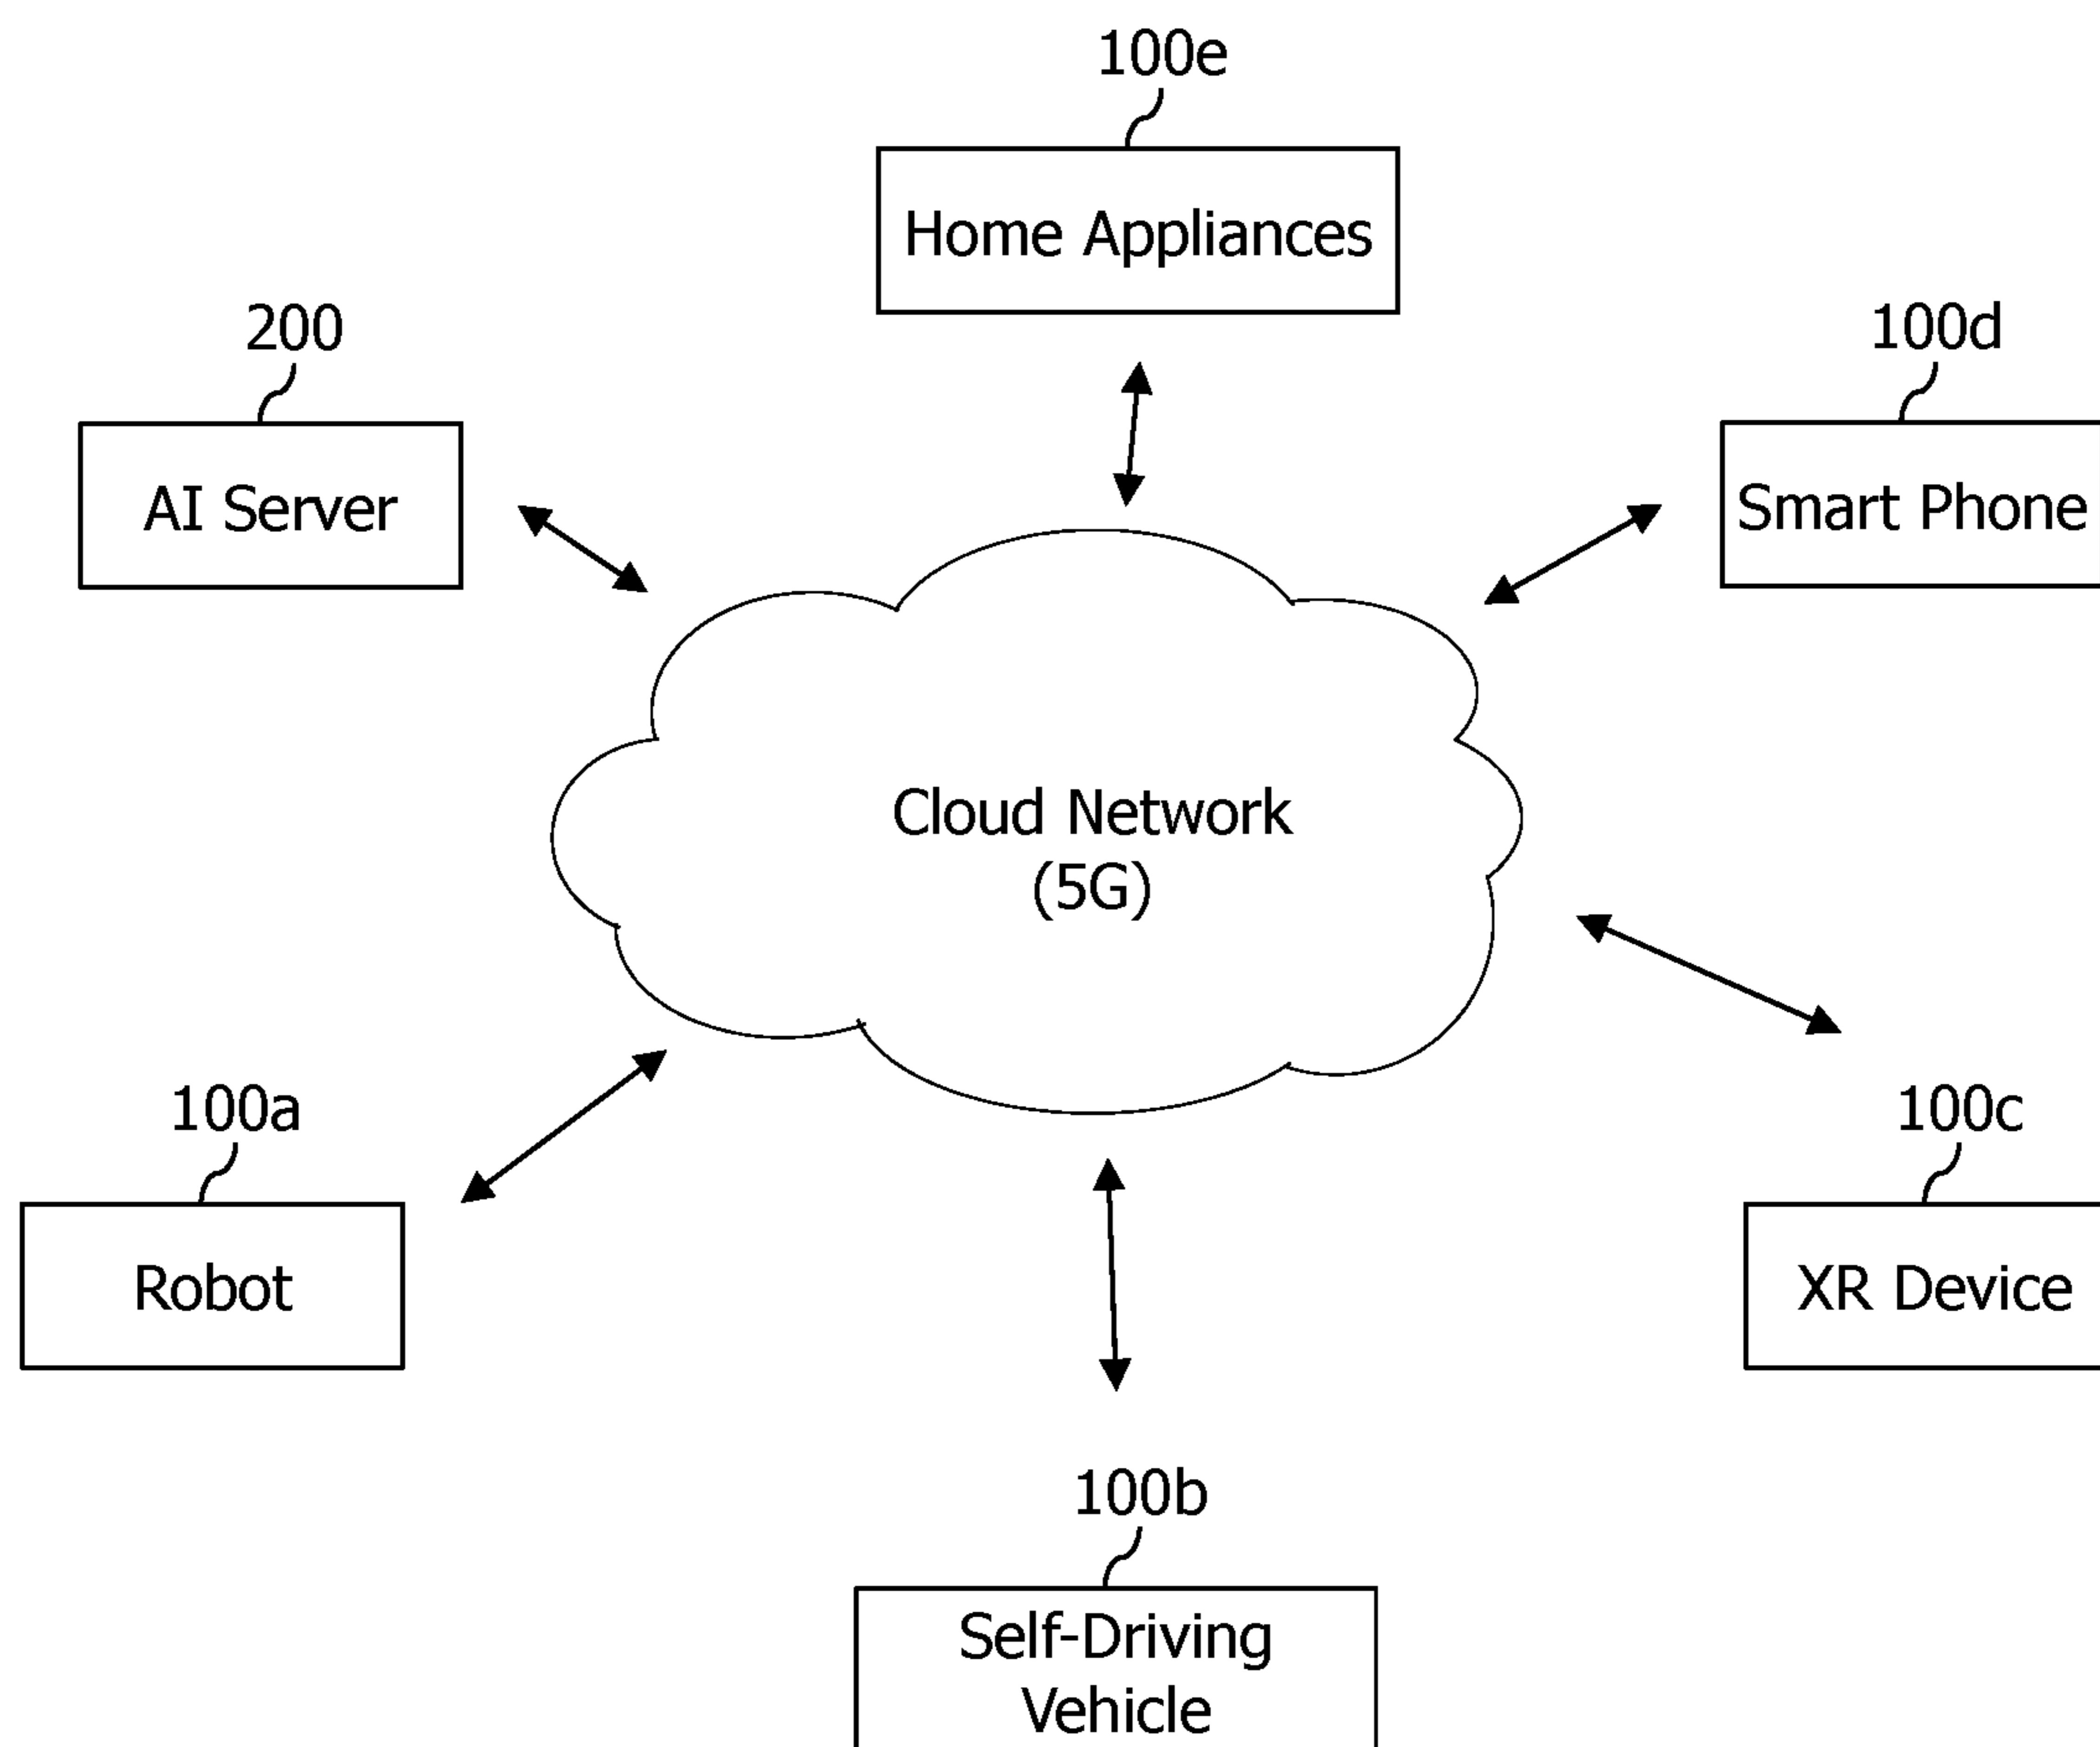 100e
Home Appliances
200
100d
AI Server
Smart Phone
Cloud Network
(5G)
100a
100c
Robot
XR Device
100b
Self-Driving
Vehicle